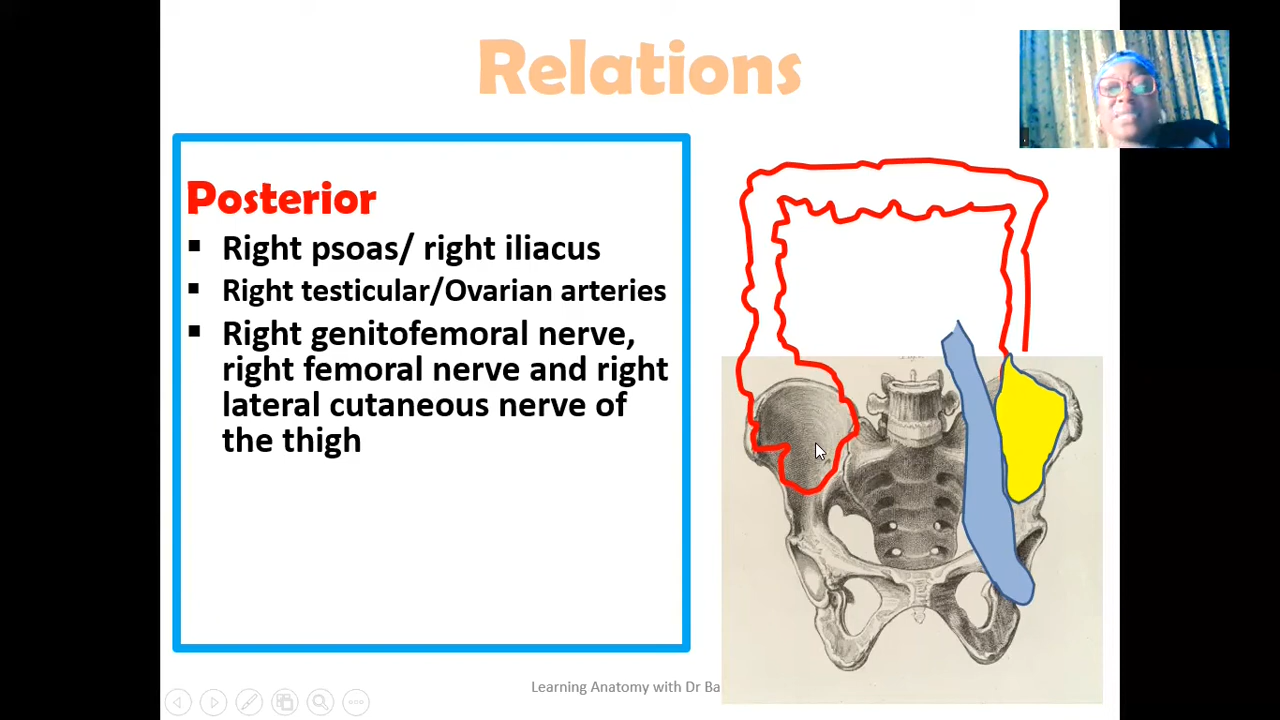 Relations
Posterior
▪ Right psoas/ right iliacus
▪ Right testicular/Ovarian arteries
▪ Right genitofemoral nerve,
right femoral nerve and right
lateral cutaneous nerve of
the thigh
Learning Anatomy with Dr Ba